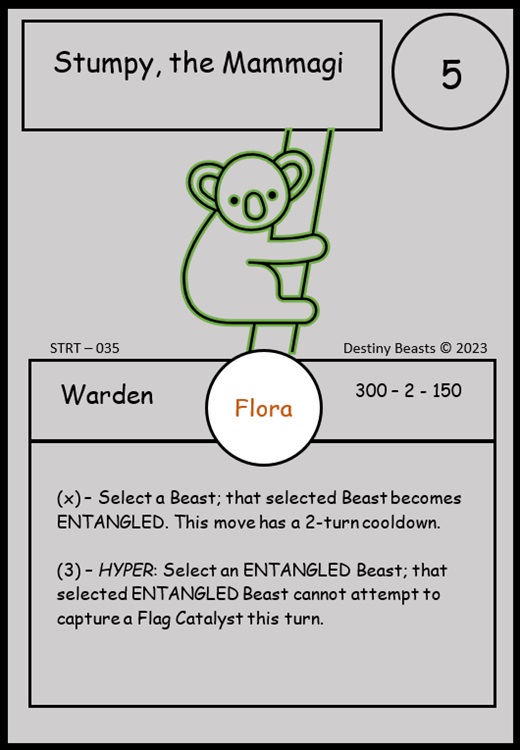 Stumpy, the Mammagi
5
STRT – 035
Destiny Beasts © 2023
Warden
Flora
300 – 2 - 150
(x) – Select a Beast; that selected Beast becomes
ENTANGLED. This move has a 2-turn cooldown.
(3) – HYPER: Select an ENTANGLED Beast; that
selected ENTANGLED Beast cannot attempt to
capture a Flag Catalyst this turn.